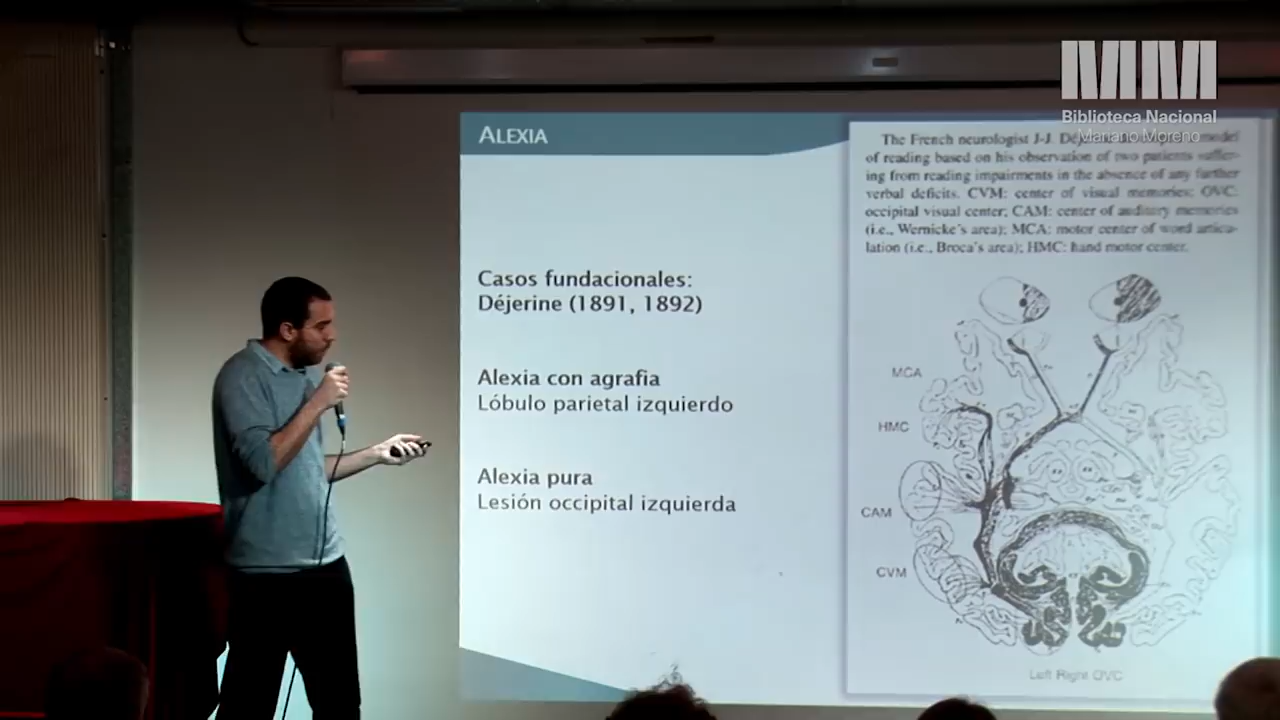 Biblioteca Nacional
Mariano Moreno
ALEXIA
Casos fundacionales:
Déjerine (1891, 1892)
Alexia con agrafia
Lóbulo parietal izquierdo
Alexia pura
Lesión occipital izquierda
The French neurologist J-J. model
of reading based on his observation of two patients suffer-
ing from reading impairments in the absence of any further
verbal deficits. CVM: center of visual memories; OVC:
occipital visual center; CAM: center of auditory memories
(i.e., Wernicke's area); MCA: motor center of word articu-
lation (i.e., Broca's area); HMC: hand motor center.
MCA
HMC
CAM
CVM
Left Right OVC